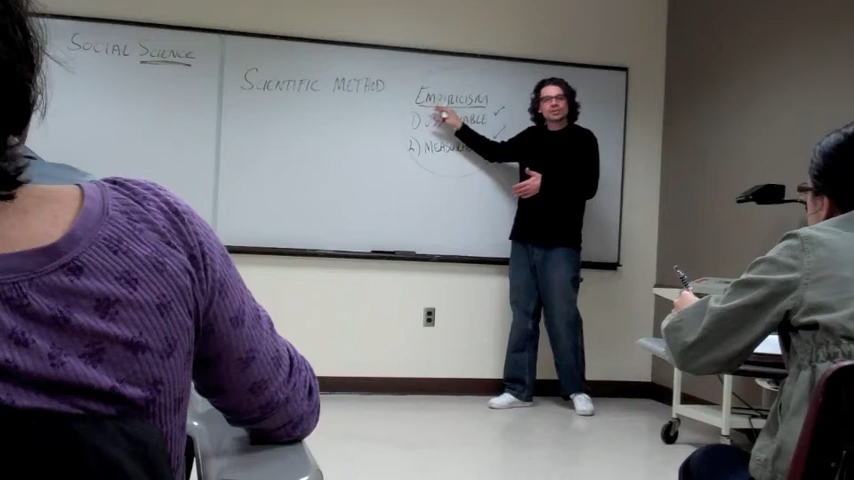 SOCIAL SCIENCE
SCIENTIFIC METHOD
EMPIRICISM
1)
2)